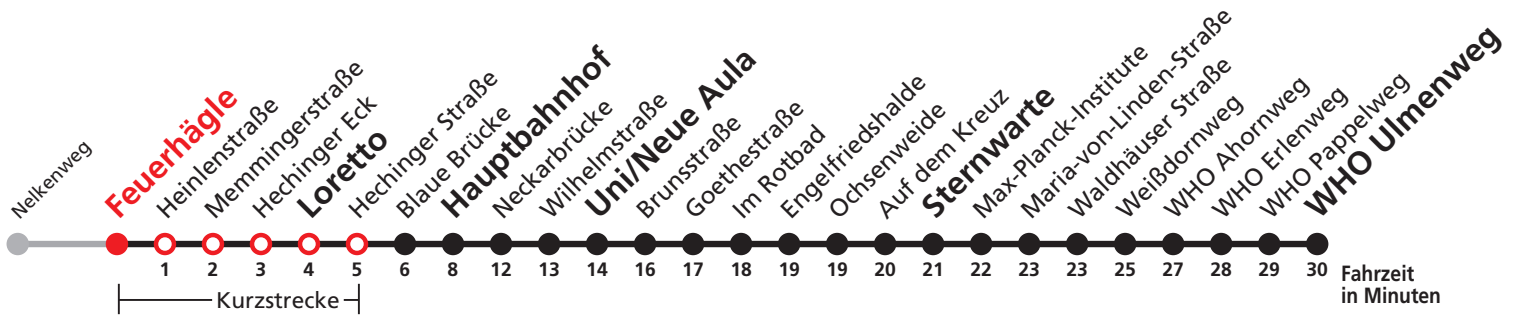 Nelkenweg
Feuerhägle
Heinlenstraße
Memmingerstraße
Hechinger Eck
Loretto
Hechinger Straße
Blaue Brücke
Hauptbahnhof
Neckarbrücke
Wilhelmstraße
Uni/Neue Aula
Brunsstraße
Goethestraße
Im Rotbad
Engelfriedshalde
Ochsenweide
Auf dem Kreuz
Sternwarte
Max-Planck-Institute
Maria-von-Linden-Straße
Waldhäuser Straße
Weißdornweg
WHO Ahornweg
WHO Erlenweg
WHO Pappelweg
WHO Ulmenweg
1 2 3 4 5 6 8 12 13 14 16 17 18 19 19 20 21 22 23 23 25 27 28 29 30
Fahrzeit
in Minuten
Kurzstrecke